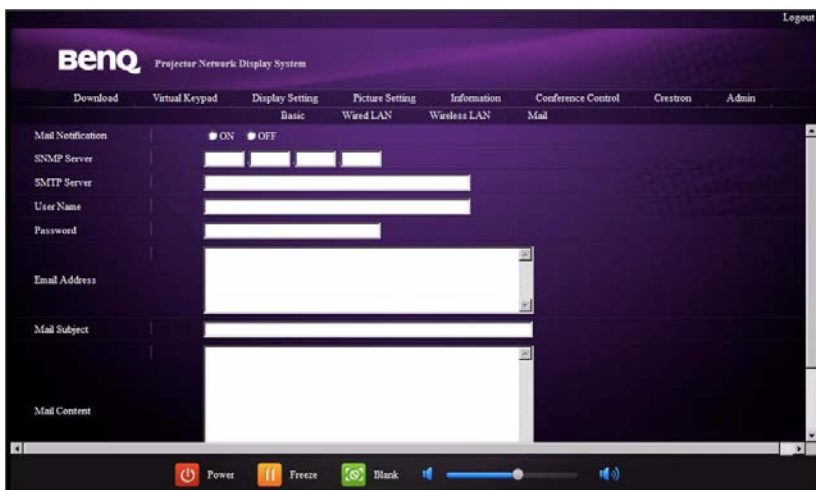 Logout
BenQ Projector Network Display System
Download Virtual Keypad Display Setting Picture Setting Information Conference Control Crestron Admin
Basic Wired LAN Wireless LAN Mail
Mail Notification ON OFF
SNMP Server . . .
SMTP Server
User Name
Password
Email Address
Mail Subject
Mail Content
Power Freeze Blank